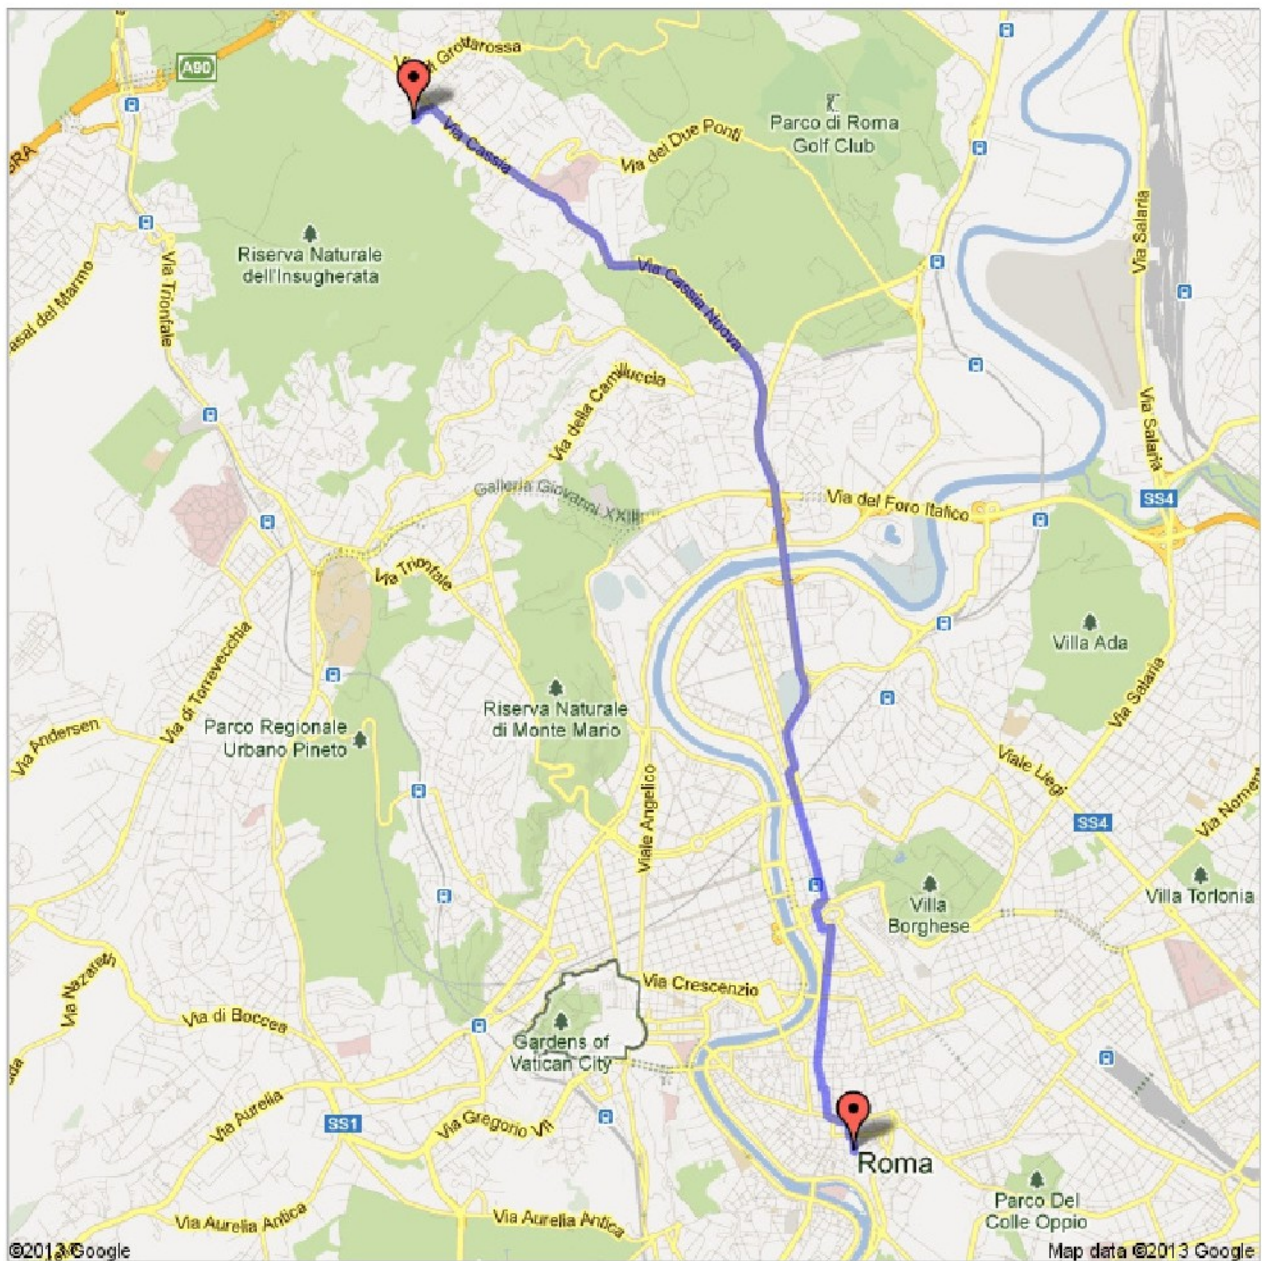 A90
Via di Grottarossa
Via Cassia
Via dei Due Ponti
Parco di Roma
Golf Club
Via Salaria
Riserva Naturale
dell'Insugherata
Via Trionfale
Via Cassia Nuova
Via della Camilluccia
Via Salaria
Galleria Giovanni XXIII
Via del Foro Italico
SS4
Via Trionfale
Villa Ada
Via di Torrevecchia
Via Salaria
Riserva Naturale
di Monte Mario
Parco Regionale
Urbano Pineto
Via Andersen
Viale Liegi
Viale Angelico
SS4
Villa
Borghese
Villa Torlonia
Via Nazareth
Via Crescenzio
Via di Boccea
Gardens of
Vatican City
Via Aurelia
SS1
Via Gregorio VII
Roma
Parco Del
Colle Oppio
Via Aurelia Antica
Via Aurelia Antica
©2013 Google
Map data ©2013 Google